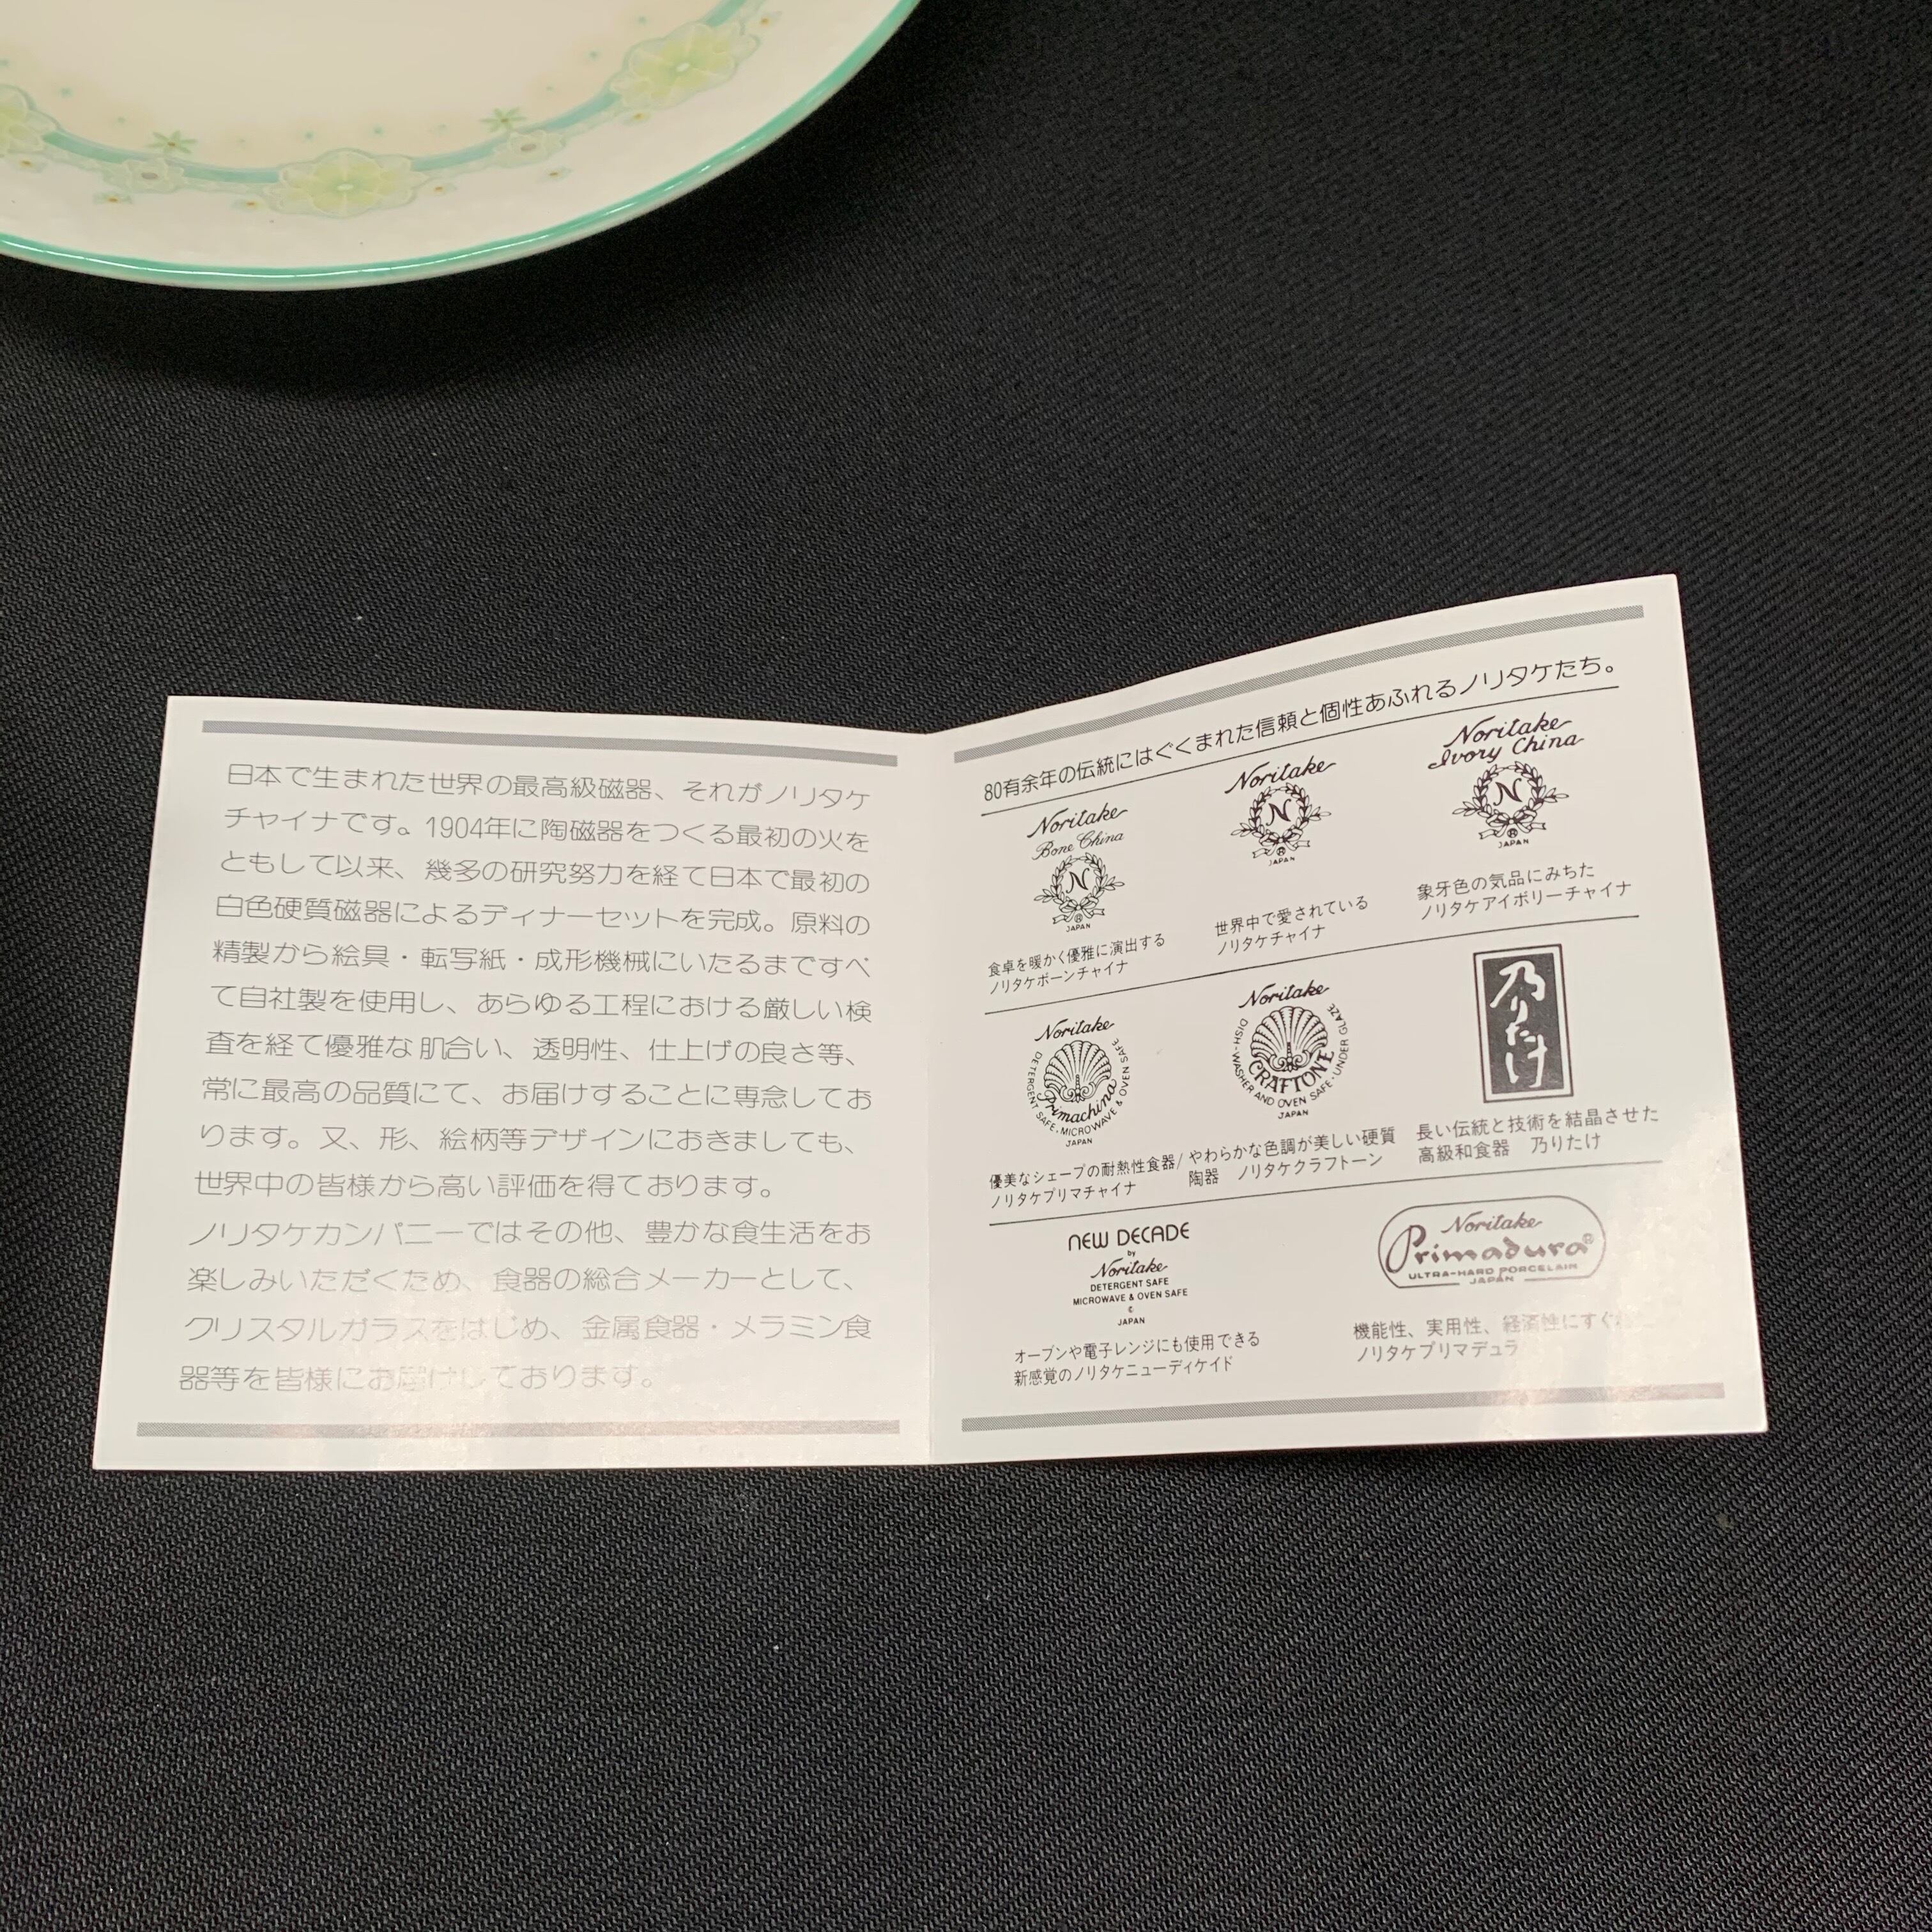 日本で生まれた世界の最高級磁器、それがノリタケ
チャイナです。1904年に陶磁器をつくる最初の火を
ともして以来、幾多の研究努力を経て日本で最初の
白色硬質磁器によるディナーセットを完成。原料の
精製から絵具・転写紙・成形機械にいたるまですべ
て自社製を使用し、あらゆる工程における厳しい検
査を経て優雅な肌合い、透明性、仕上げの良さ等、
常に最高の品質にて、お届けすることに専念してお
ります。又、形、絵柄等デザインにおきましても、
世界中の皆様から高い評価を得ております。
ノリタケカンパニーではその他、豊かな食生活をお
楽しみいただくため、食器の総合メーカーとして、
クリスタルガラスをはじめ、金属食器・メラミン食
器等を皆様にお届けしております。
80有余年の伝統にはぐくまれた信頼と個性あふれるノリタケたち。
Noritake
Bone China
N
®
JAPAN
食卓を暖かく優雅に演出する
ノリタケボーンチャイナ
Noritake
N
®
JAPAN
世界中で愛されている
ノリタケチャイナ
Noritake
Ivory China
N
®
JAPAN
象牙色の気品にみちた
ノリタケアイボリーチャイナ
Noritake
Primachina
DETERGENT SAFE・MICROWAVE & OVEN SAFE
JAPAN
優美なシェープの耐熱性食器/
ノリタケプリマチャイナ
Noritake
CRAFTONE
DISH-WASHER AND OVEN SAFE・UNDER GLAZE
JAPAN
やわらかな色調が美しい硬質
陶器 ノリタケクラフトーン
乃りたけ
長い伝統と技術を結晶させた
高級和食器 乃りたけ
NEW DECADE
by
Noritake
DETERGENT SAFE
MICROWAVE & OVEN SAFE
©
JAPAN
オーブンや電子レンジにも使用できる
新感覚のノリタケニューディケイド
Noritake
Primadura®
ULTRA-HARD PORCELAIN
JAPAN
機能性、実用性、経済性にすぐれ
ノリタケプリマデュラ